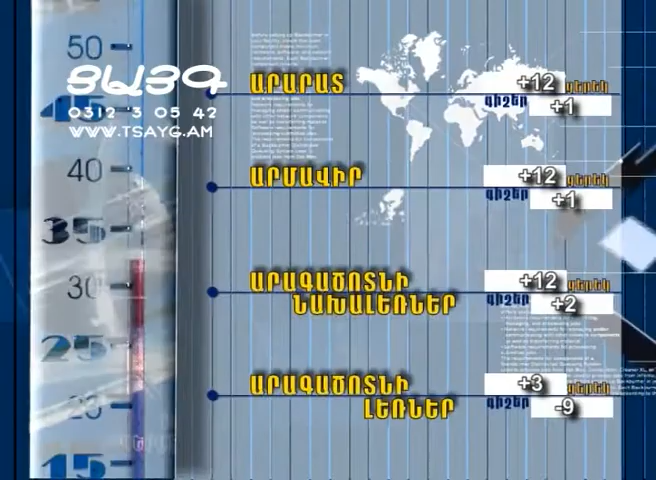 50
ՑԱՅԳ
0312 3 05 42
WWW.TSAYG.AM
45
40
35
30
25
20
15
ԱՐԱՐԱՏ
+12 ցերեկ
գիշեր +1
ԱՐՄԱՎԻՐ
+12 ցերեկ
գիշեր +1
ԱՐԱԳԱԾՈՏՆԻ
ՆԱԽԱԼԵՌՆԵՐ
+12 ցերեկ
գիշեր +2
ԱՐԱԳԱԾՈՏՆԻ
ԼԵՌՆԵՐ
+3 ցերեկ
գիշեր -9